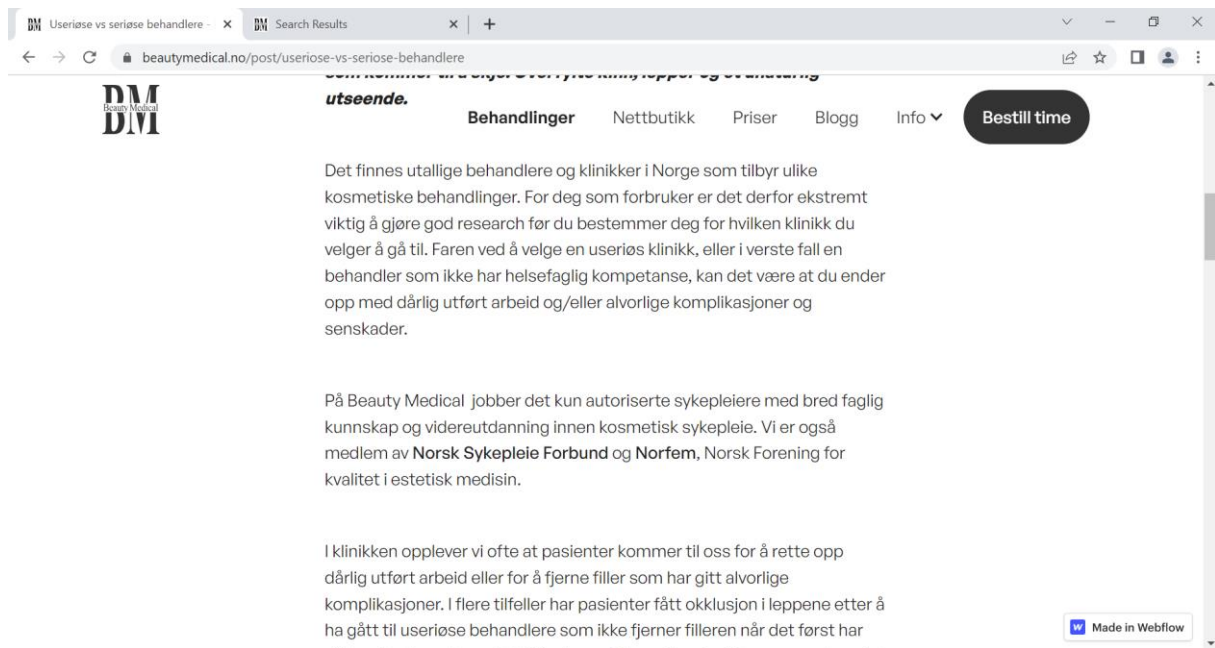 Useriøse vs seriøse behandlere -
Search Results
beautymedical.no/post/useriose-vs-seriose-behandlere
BM
Beauty Medical
utseende.
Behandlinger Nettbutikk Priser Blogg Info Bestill time
Det finnes utallige behandlere og klinikker i Norge som tilbyr ulike
kosmetiske behandlinger. For deg som forbruker er det derfor ekstremt
viktig å gjøre god research før du bestemmer deg for hvilken klinikk du
velger å gå til. Faren ved å velge en useriøs klinikk, eller i verste fall en
behandler som ikke har helsefaglig kompetanse, kan det være at du ender
opp med dårlig utført arbeid og/eller alvorlige komplikasjoner og
senskader.
På Beauty Medical jobber det kun autoriserte sykepleiere med bred faglig
kunnskap og videreutdanning innen kosmetisk sykepleie. Vi er også
medlem av Norsk Sykepleie Forbund og Norfem, Norsk Forening for
kvalitet i estetisk medisin.
I klinikken opplever vi ofte at pasienter kommer til oss for å rette opp
dårlig utført arbeid eller for å fjerne filler som har gitt alvorlige
komplikasjoner. I flere tilfeller har pasienter fått okklusjon i leppene etter å
ha gått til useriøse behandlere som ikke fjerner filleren når det først har
Made in Webflow